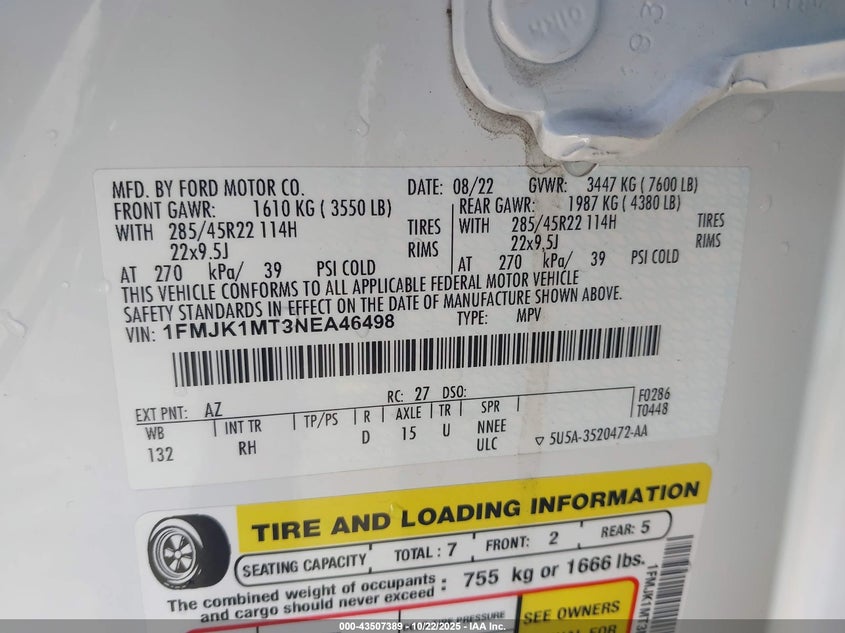 MFD. BY FORD MOTOR CO. DATE: 08/22 GVWR: 3447 KG ( 7600 LB)
FRONT GAWR: 1610 KG ( 3550 LB) REAR GAWR: 1987 KG ( 4380 LB)
WITH 285/45R22 114H TIRES WITH 285/45R22 114H TIRES
22x9.5J RIMS 22x9.5J RIMS
AT 270 kPa/ 39 PSI COLD AT 270 kPa/ 39 PSI COLD
THIS VEHICLE CONFORMS TO ALL APPLICABLE FEDERAL MOTOR VEHICLE
SAFETY STANDARDS IN EFFECT ON THE DATE OF MANUFACTURE SHOWN ABOVE.
VIN: 1FMJK1MT3NEA46498 TYPE: MPV
EXT PNT: AZ RC: 27 DSO: F0286
WB INT TR TP/PS R AXLE TR SPR T0448
132 RH D 15 U NNEE
ULC ▽ 5U5A-3520472-AA
TIRE AND LOADING INFORMATION
SEATING CAPACITY TOTAL : 7 FRONT: 2 REAR: 5
The combined weight of occupants
and cargo should never exceed : 755 kg or 1666 lbs.
PRESSURE SEE OWNERS
FOR
000-43507389 - 10/22/2025 - IAA, Inc.